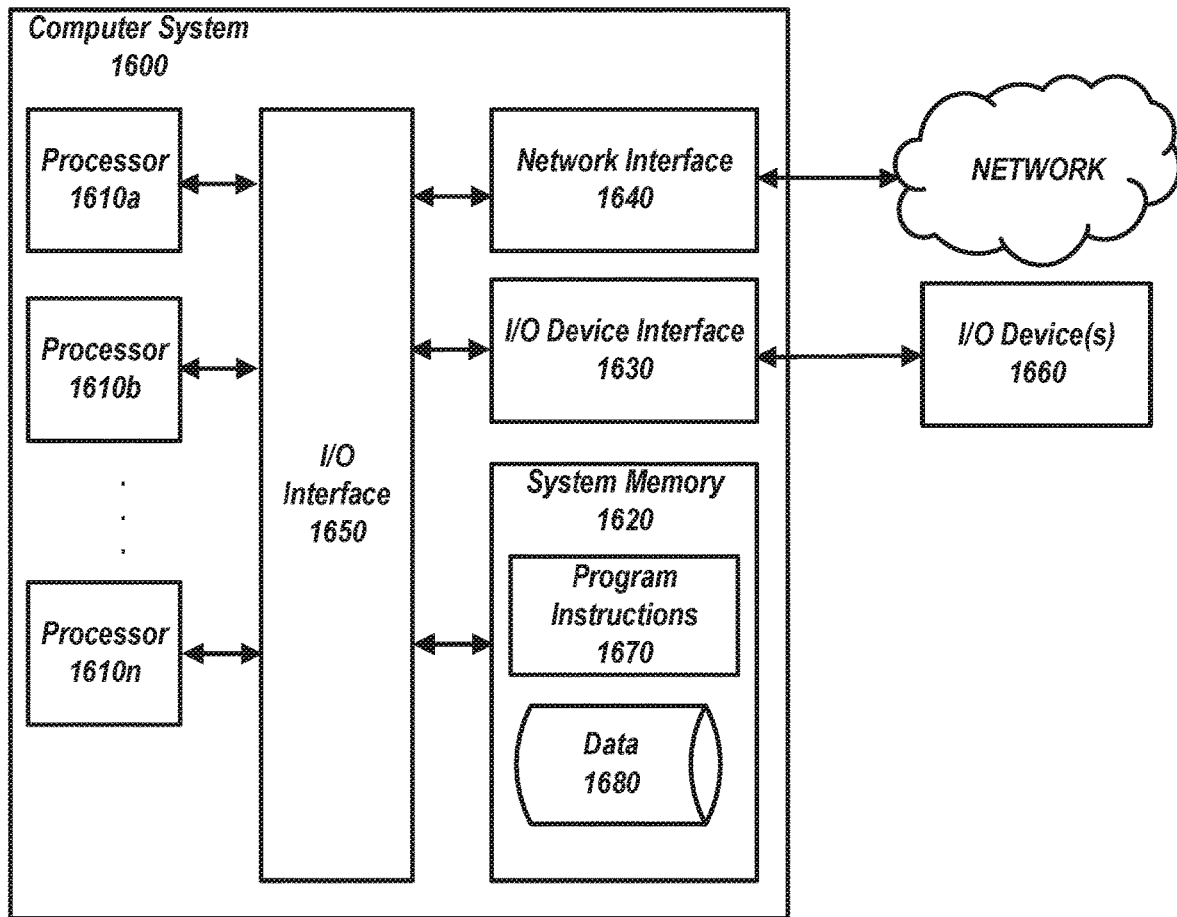 Computer System
1600
Processor
1610a
Processor
1610b
Processor
1610n
I/O
Interface
1650
Network Interface
1640
I/O Device Interface
1630
System Memory
1620
Program
Instructions
1670
Data
1680
NETWORK
I/O Device(s)
1660